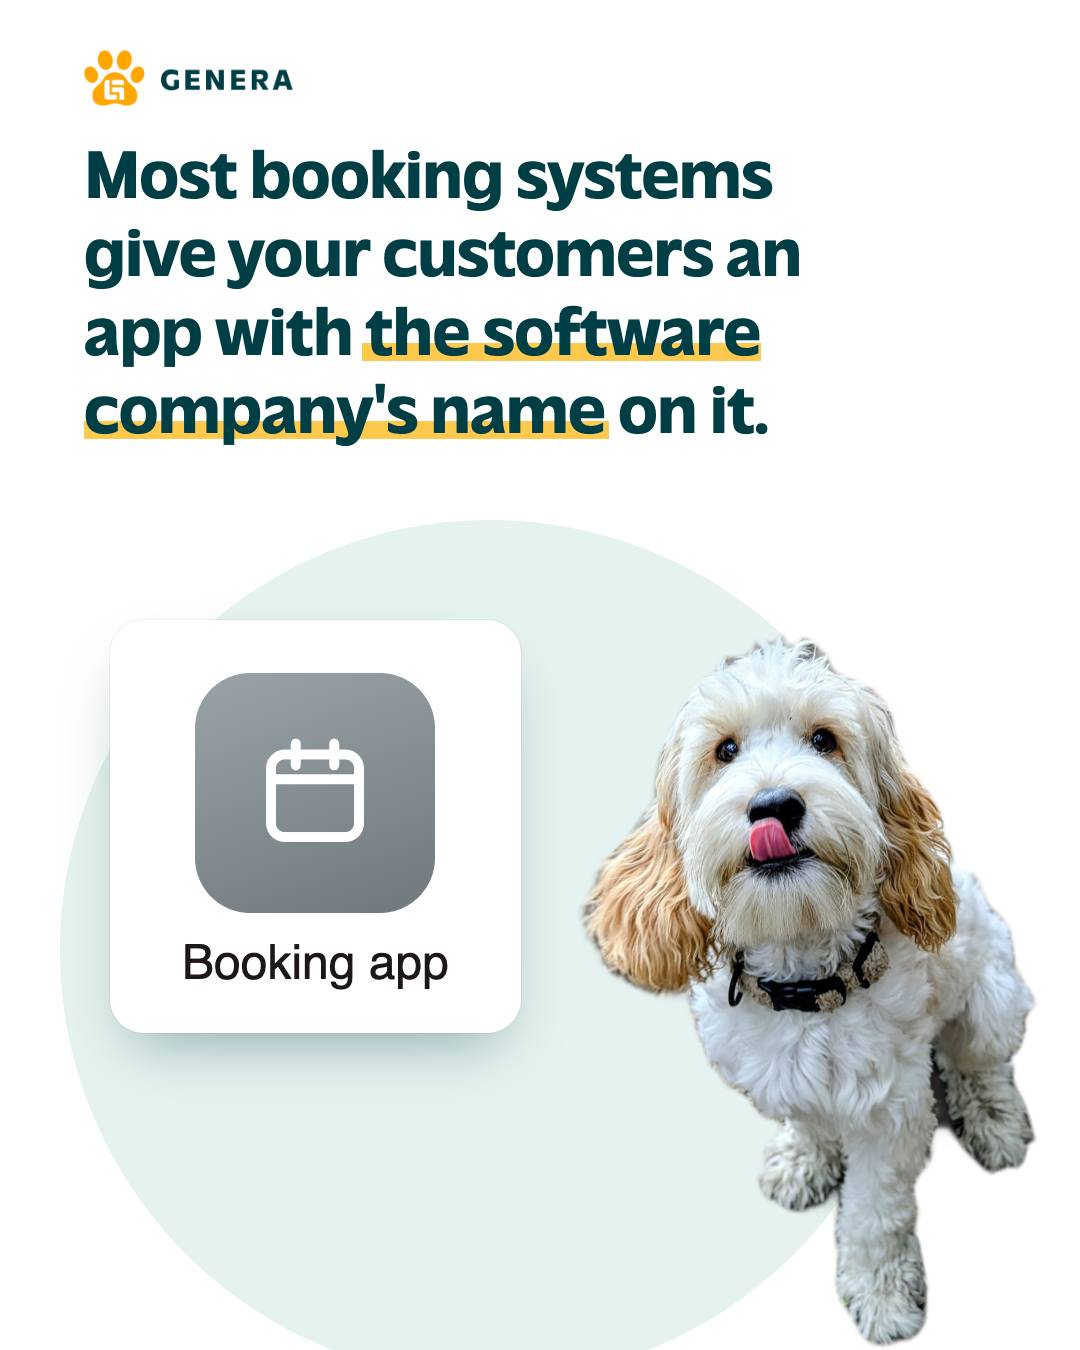 GENERA
Most booking systems
give your customers an
app with the software
company's name on it.
Booking app